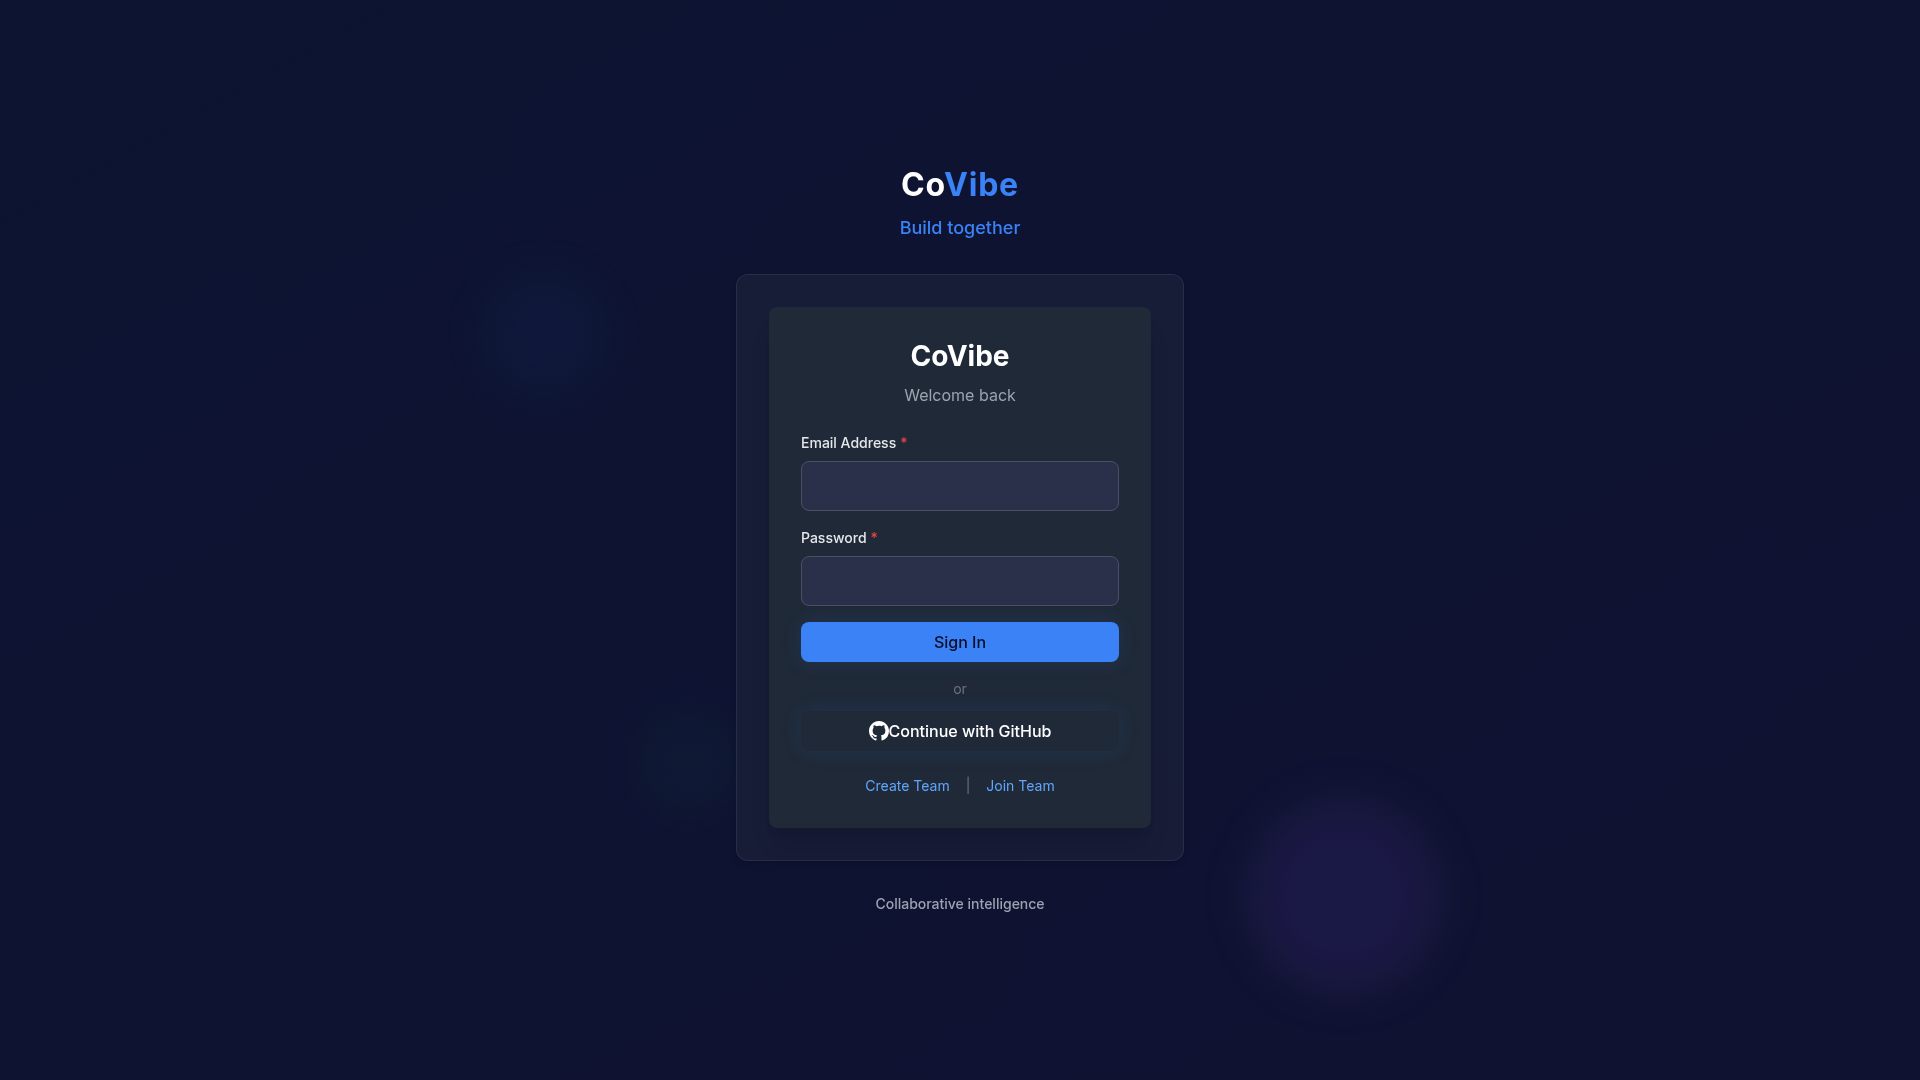 CoVibe
Build together
CoVibe
Welcome back
Email Address *
Password *
Sign In
or
Continue with GitHub
Create Team | Join Team
Collaborative intelligence